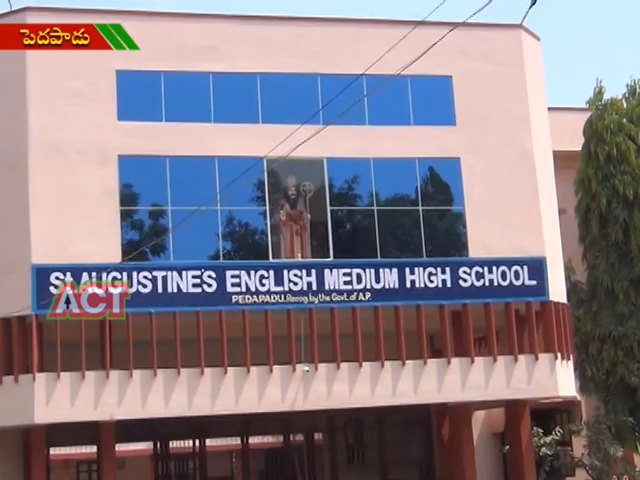 పెదపాడు
St. AUGUSTINE'S ENGLISH MEDIUM HIGH SCHOOL
PEDAPADU. Recog by the Govt. of A.P.
ACT